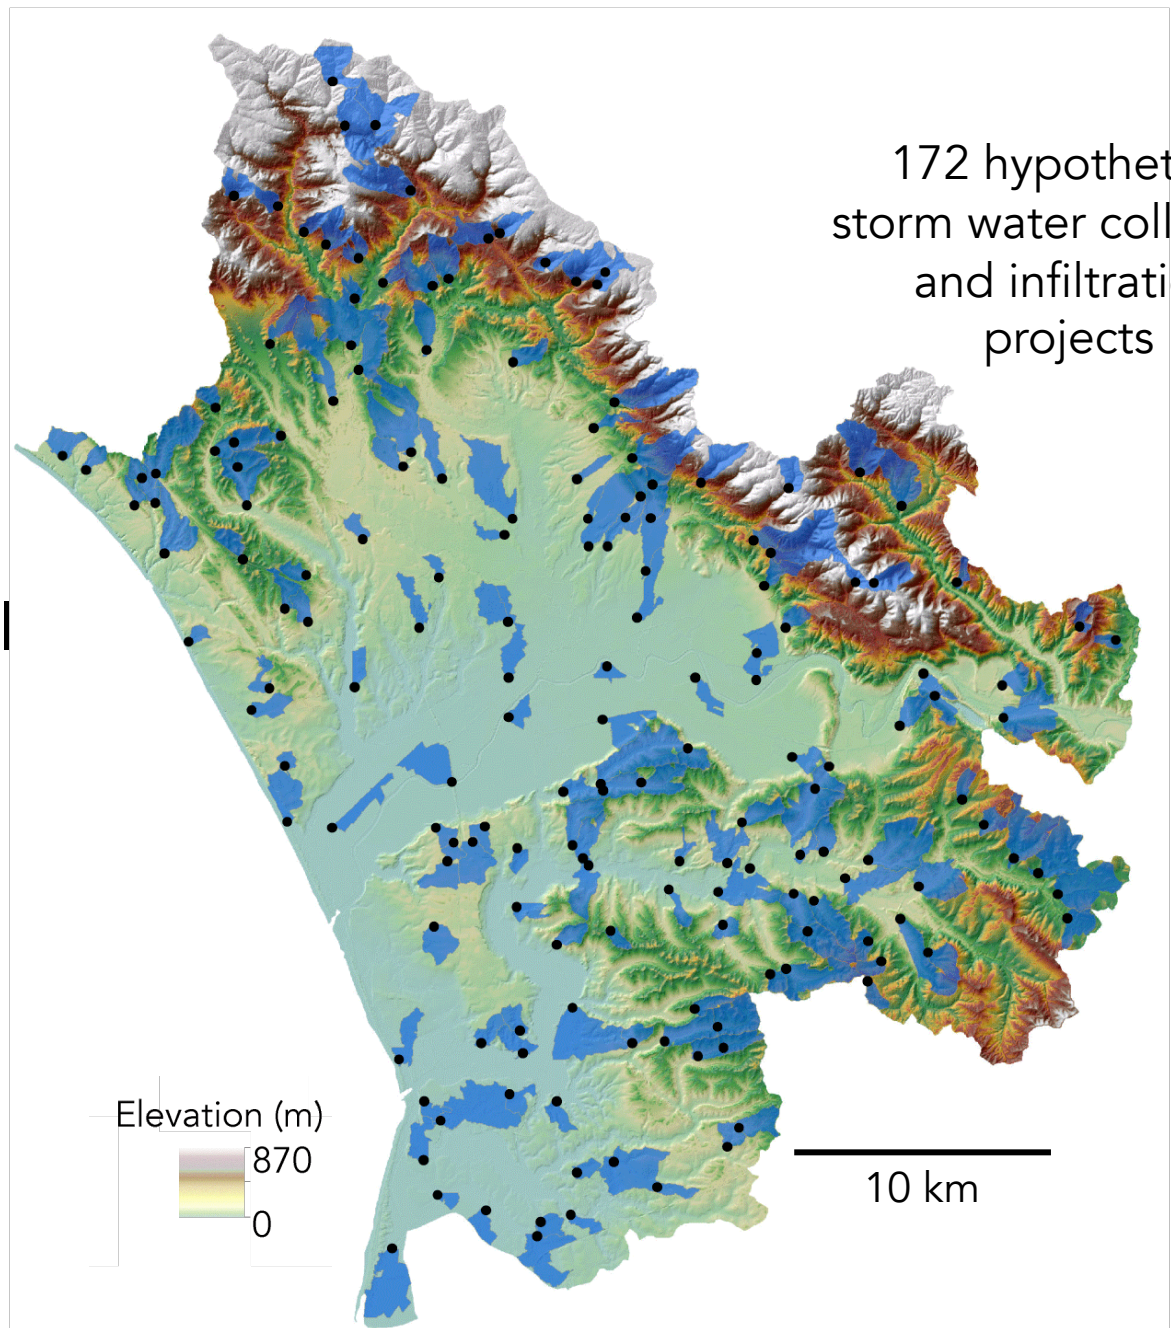 172 hypothet
storm water coll
and infiltrati
projects
Elevation (m)
870
0
10 km